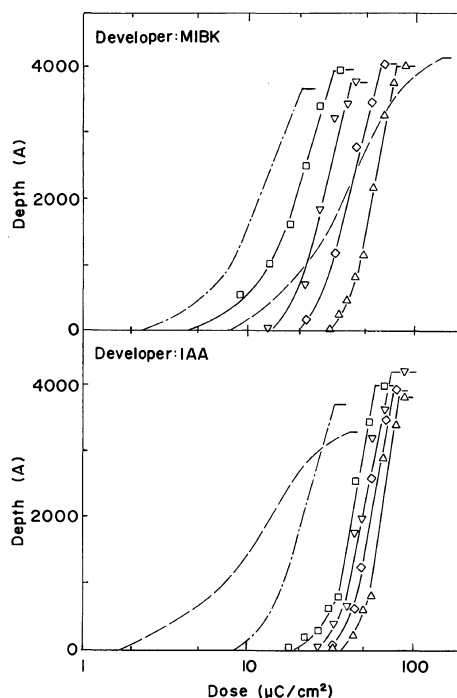 Developer:MIBK
4000
2000
0
Depth (A)
Developer:IAA
4000
2000
0
Depth (A)
1
10
100
Dose (μC/cm²)